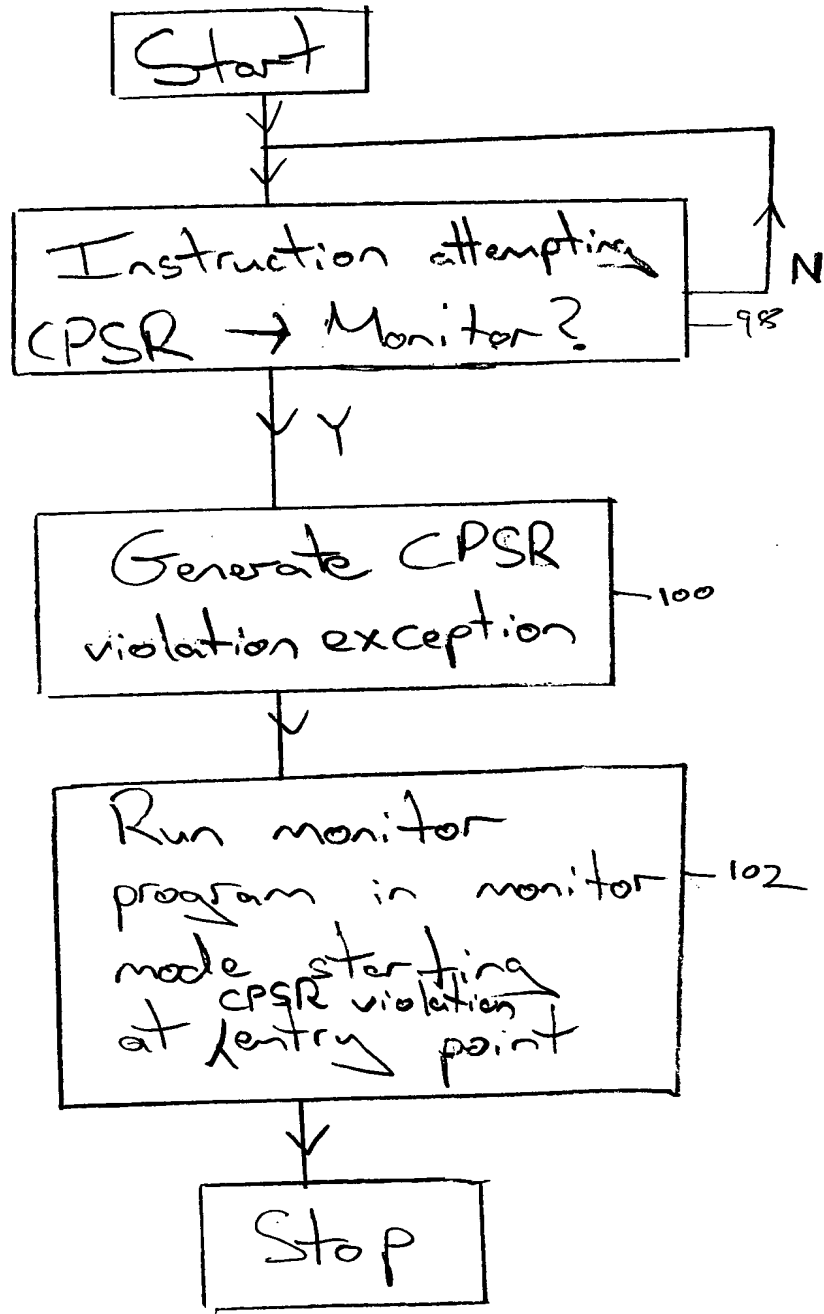 Start
Instruction attempting
CPSR → Monitor?
N
98
Y
Generate CPSR
violation exception
100
Run monitor
program in monitor
102
mode starting
CPSR violation
at entry point
Stop